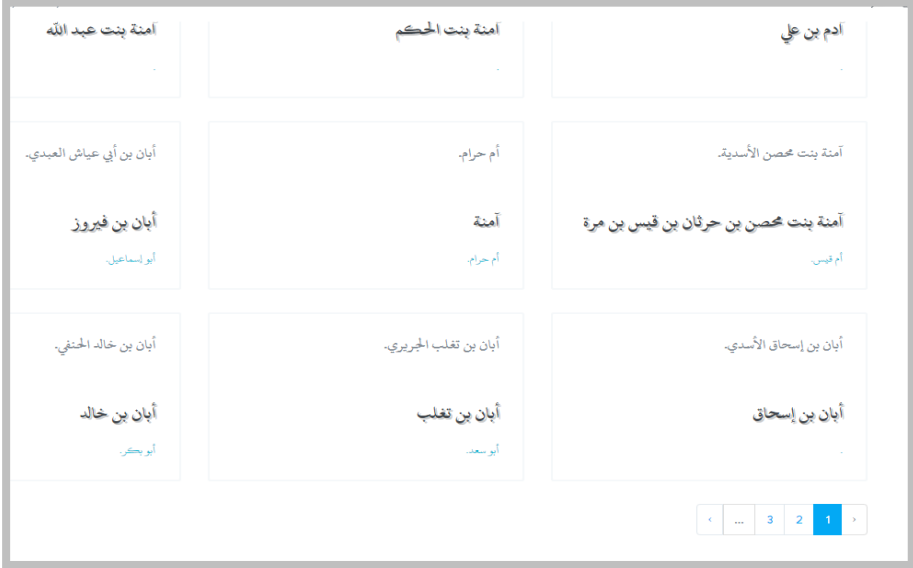 آدم بن علي
.
آمنة بنت الحكم
.
آمنة بنت عبد الله
.
آمنة بنت محصن الأسدية.
آمنة بنت محصن بن حرثان بن قيس بن مرة
أم قيس.
أم حرام.
آمنة
أم حرام.
أبان بن أبي عياش العبدي.
أبان بن فيروز
أبو إسماعيل.
أبان بن إسحاق الأسدي.
أبان بن إسحاق
.
أبان بن تغلب الجريري.
أبان بن تغلب
أبو سعد.
أبان بن خالد الحنفي.
أبان بن خالد
أبو بكر.
‹ 1 2 3 ... ›